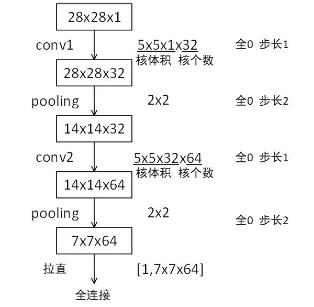 28x28x1
conv1 5x5x1x32 全0 步长1
核体积 核个数
28x28x32
pooling 2x2 全0 步长2
14x14x32
conv2 5x5x32x64 全0 步长1
核体积 核个数
14x14x64
pooling 2x2 全0 步长2
7x7x64
拉直 [1,7x7x64]
全连接